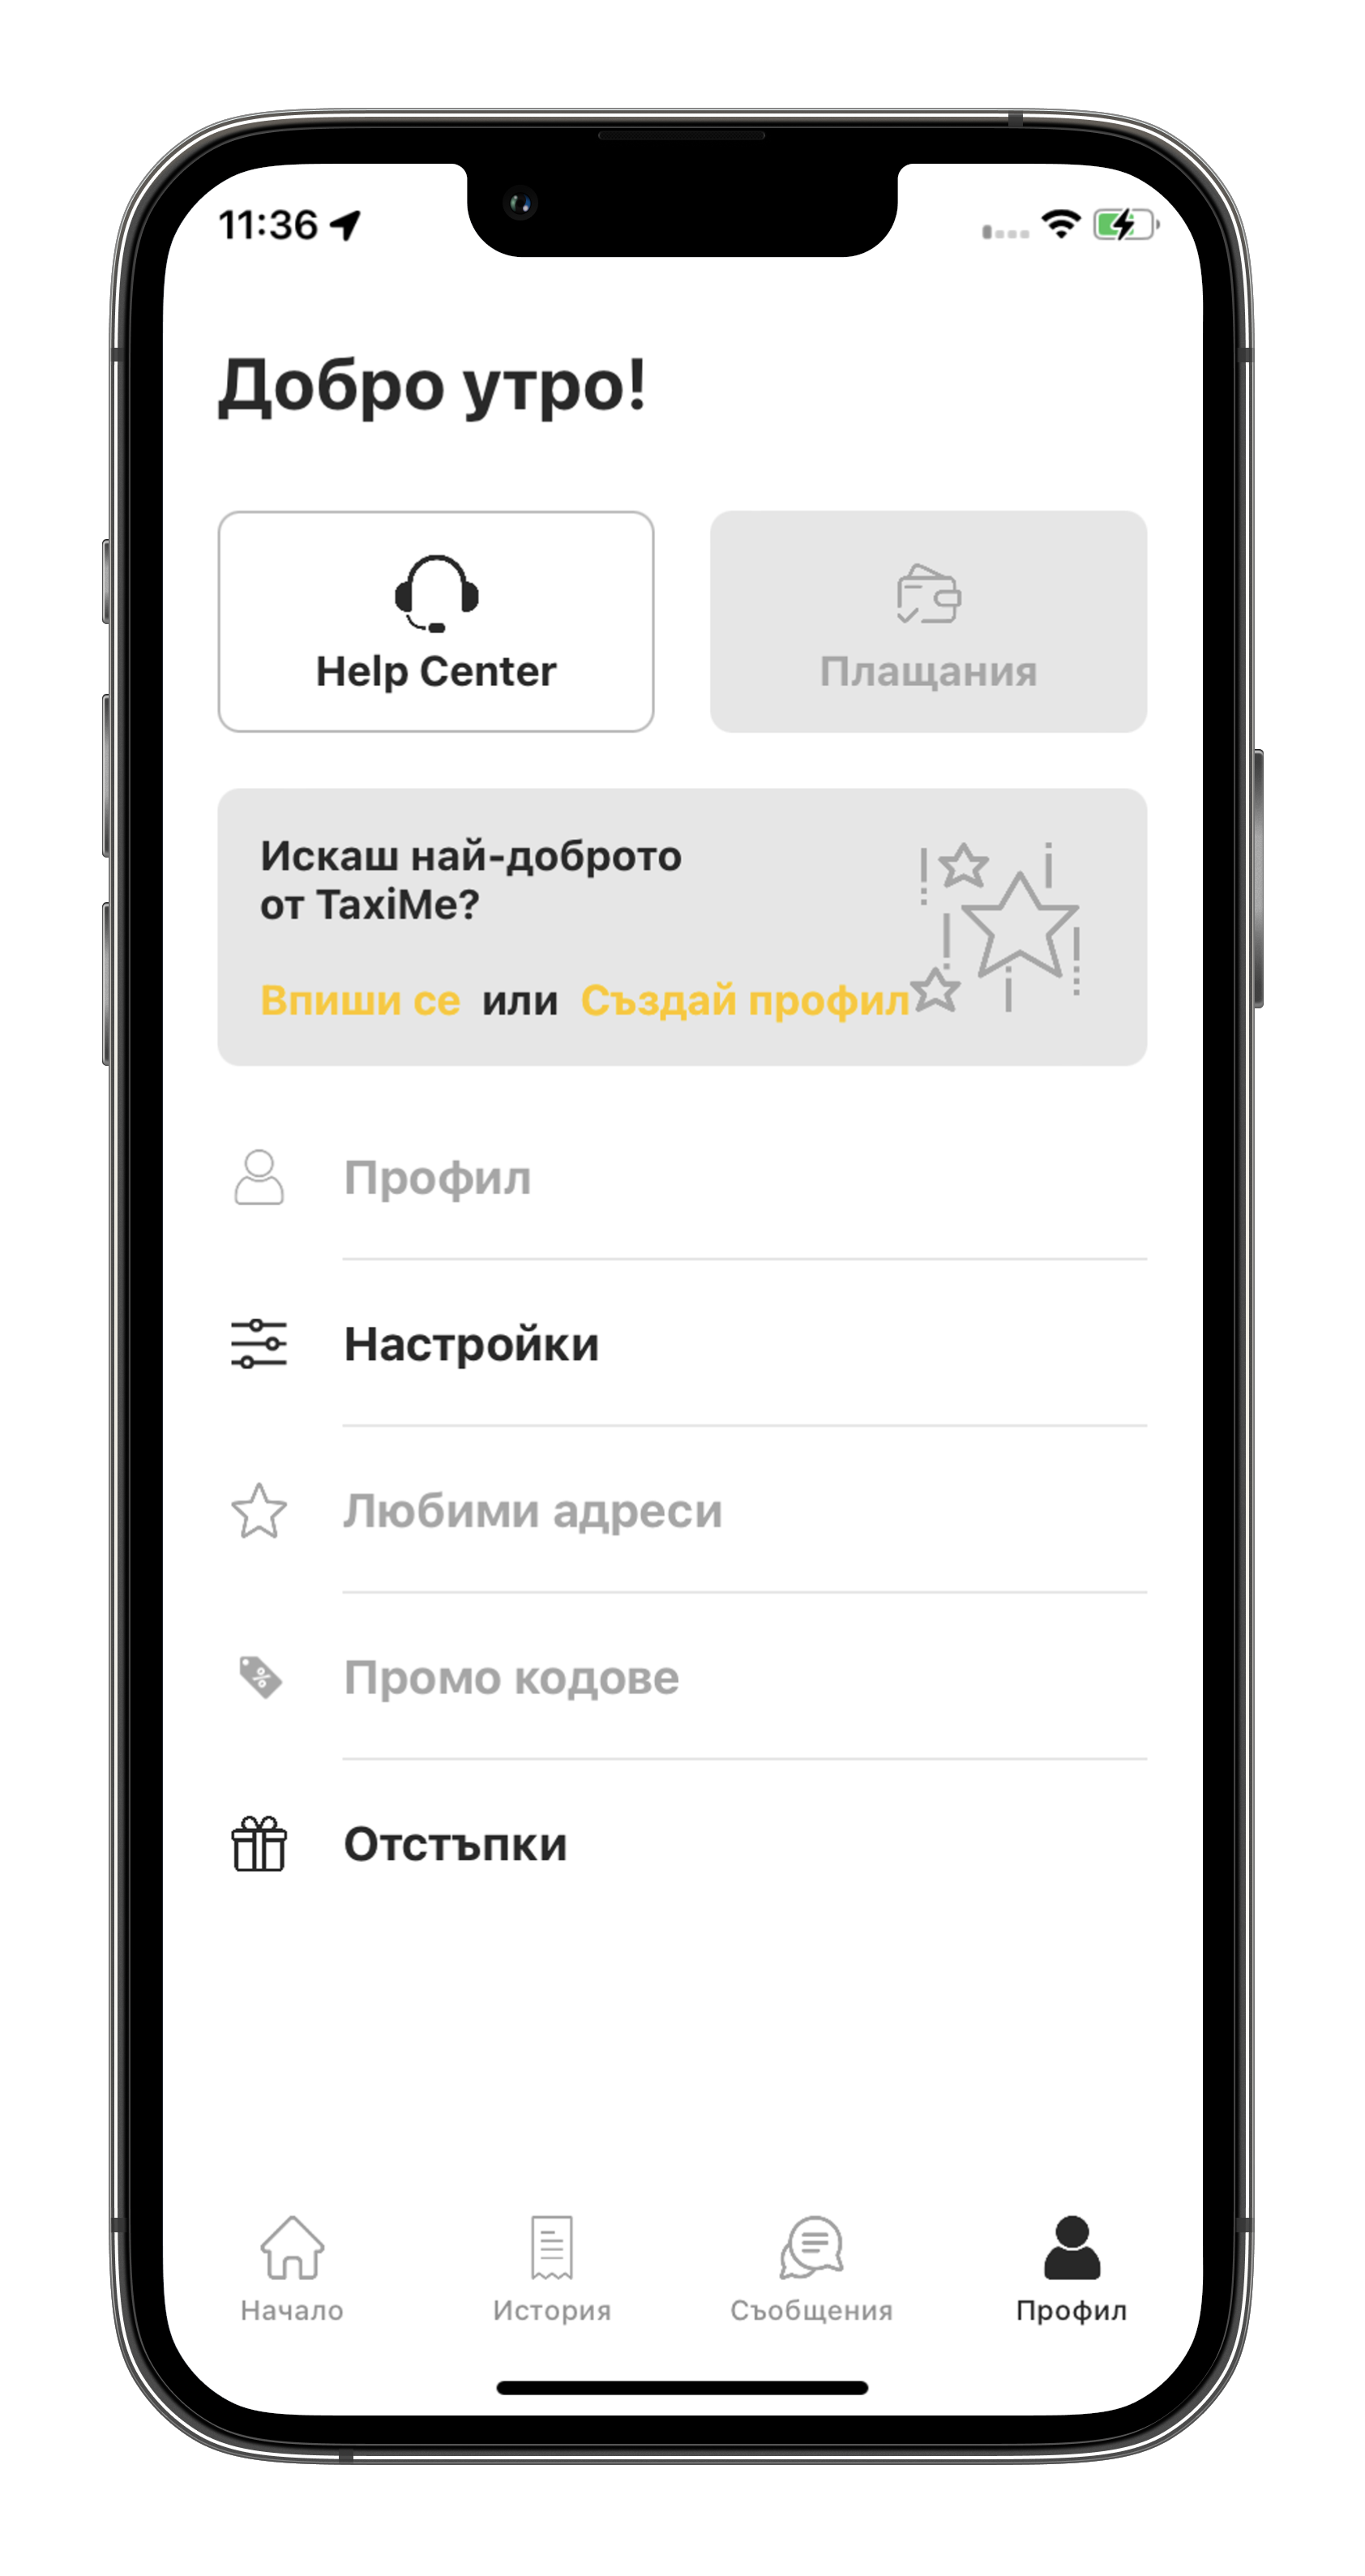 11:36
Добро утро!
Help Center
Плащания
Искаш най-доброто
от TaxiMe?
Впиши се или Създай профил
Профил
Настройки
Любими адреси
Промо кодове
Отстъпки
Начало
История
Съобщения
Профил